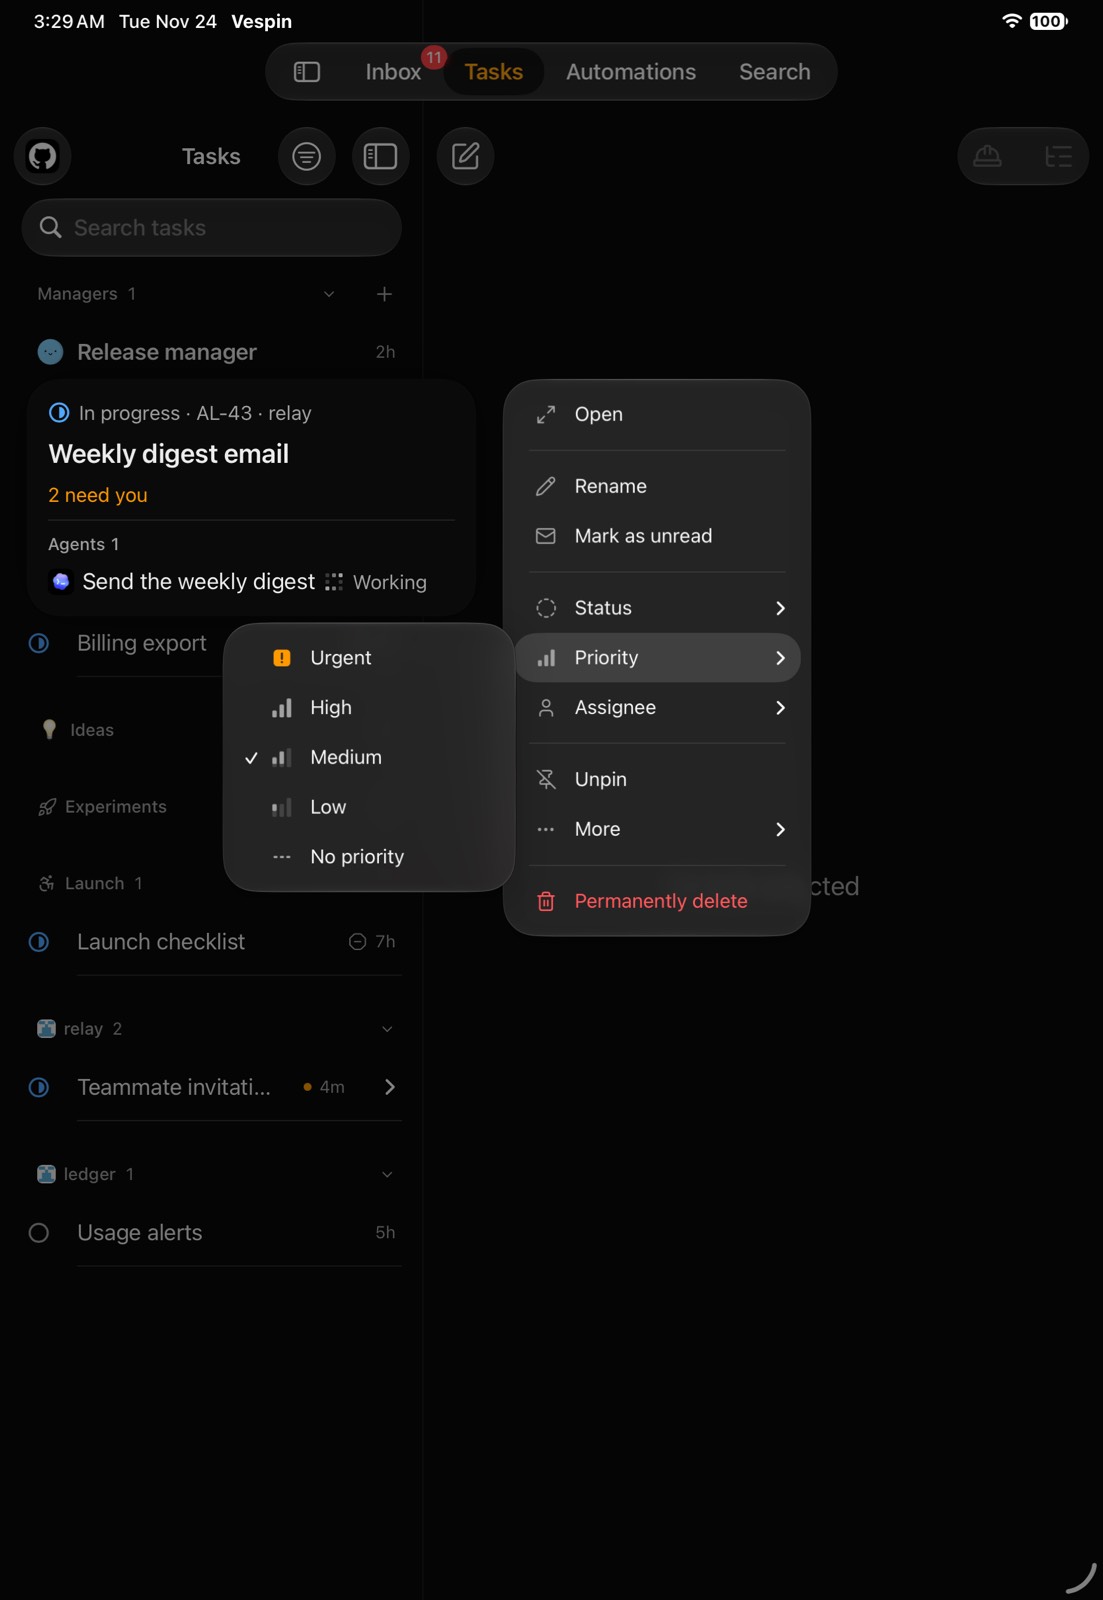 3:29 AM Tue Nov 24 Vespin
100
Inbox 11 Tasks Automations Search
Tasks
Search tasks
Managers 1
Release manager 2h
In progress · AL-43 · relay
Weekly digest email
2 need you
Agents 1
Send the weekly digest Working
Open
Rename
Mark as unread
Status
Priority
Assignee
Unpin
More
Permanently delete
Urgent
High
Medium
Low
No priority
Billing export
Ideas
Experiments
Launch 1
Launch checklist 7h
relay 2
Teammate invitati... 4m
ledger 1
Usage alerts 5h